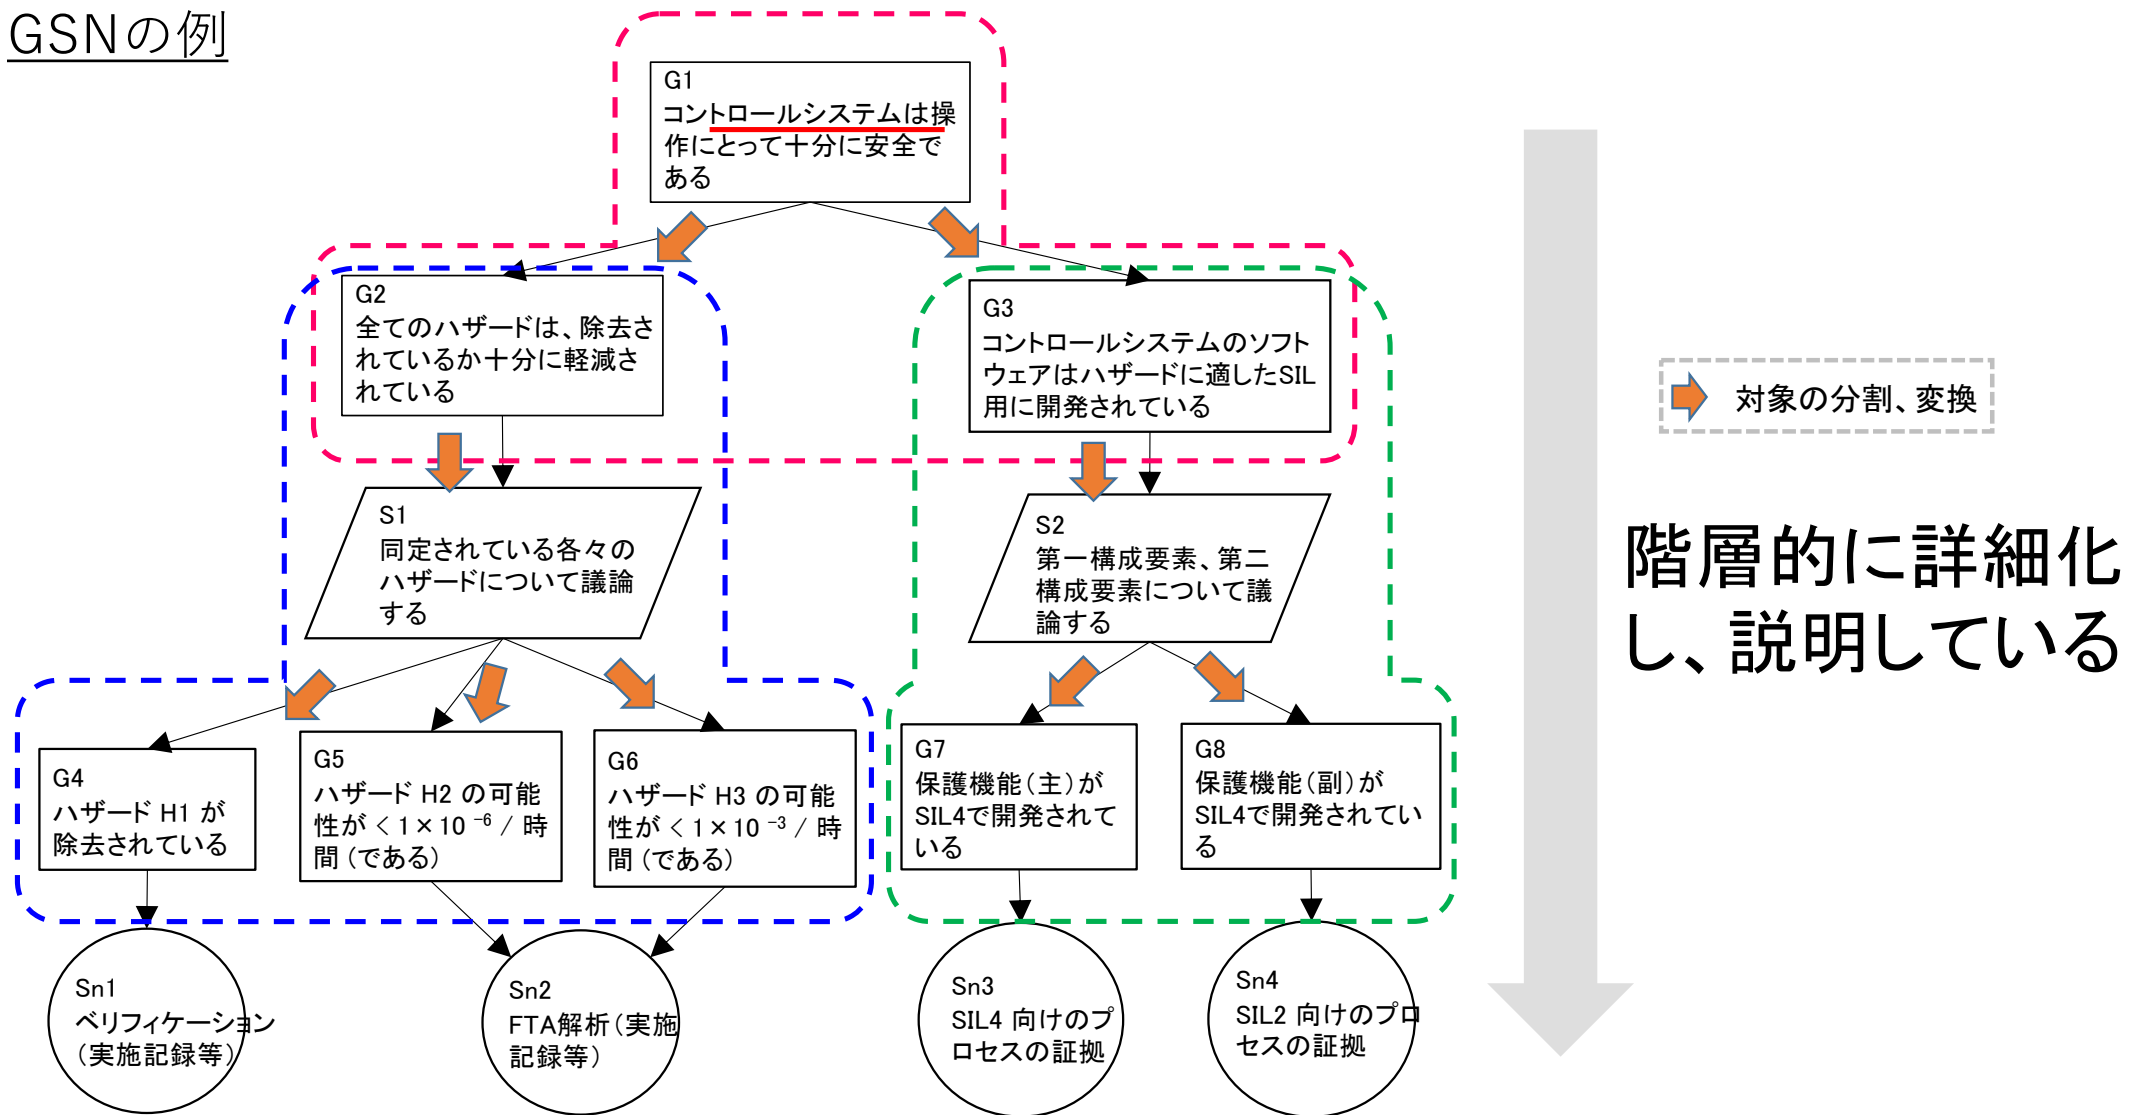 GSNの例
G1
コントロールシステムは操
作にとって十分に安全で
ある
G2
全てのハザードは、除去さ
れているか十分に軽減さ
れている
G3
コントロールシステムのソフト
ウェアはハザードに適したSIL
用に開発されている
対象の分割、変換
S1
同定されている各々の
ハザードについて議論
する
S2
第一構成要素、第二
構成要素について議
論する
階層的に詳細化
し、説明している
G4
ハザード H1 が
除去されている
G5
ハザード H2 の可能
性が < 1×10 ⁻⁶ / 時
間 (である)
G6
ハザード H3 の可能
性が < 1×10 ⁻³ / 時
間 (である)
G7
保護機能(主)が
SIL4で開発されて
いる
G8
保護機能(副)が
SIL4で開発されてい
る
Sn1
ベリフィケーション
(実施記録等)
Sn2
FTA解析(実施
記録等)
Sn3
SIL4 向けのプ
ロセスの証拠
Sn4
SIL2 向けのプロ
セスの証拠